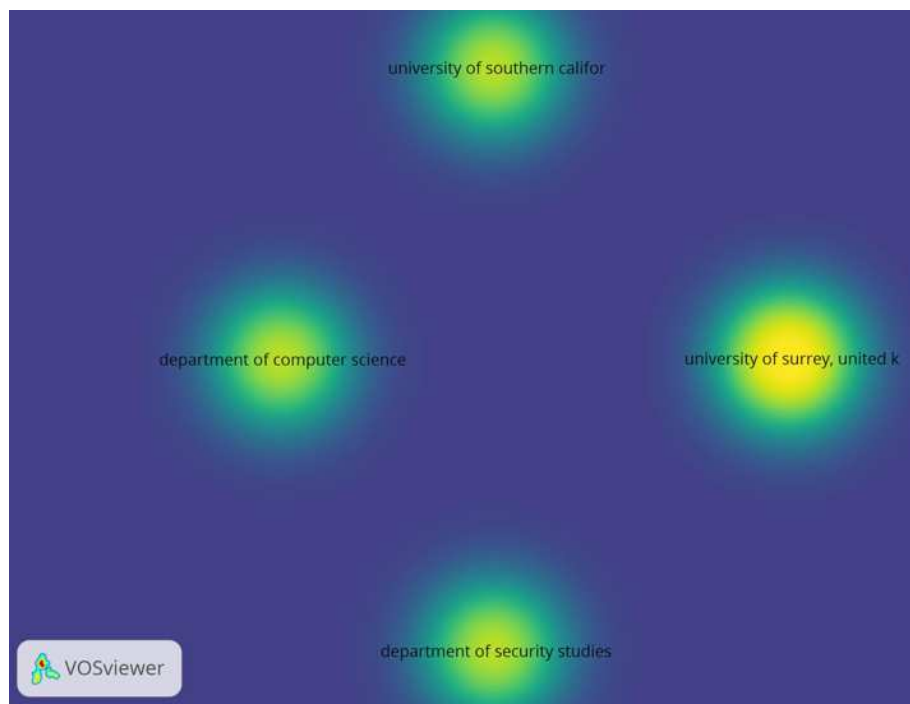 university of southern califor
department of computer science
university of surrey, united k
department of security studies
VOSviewer